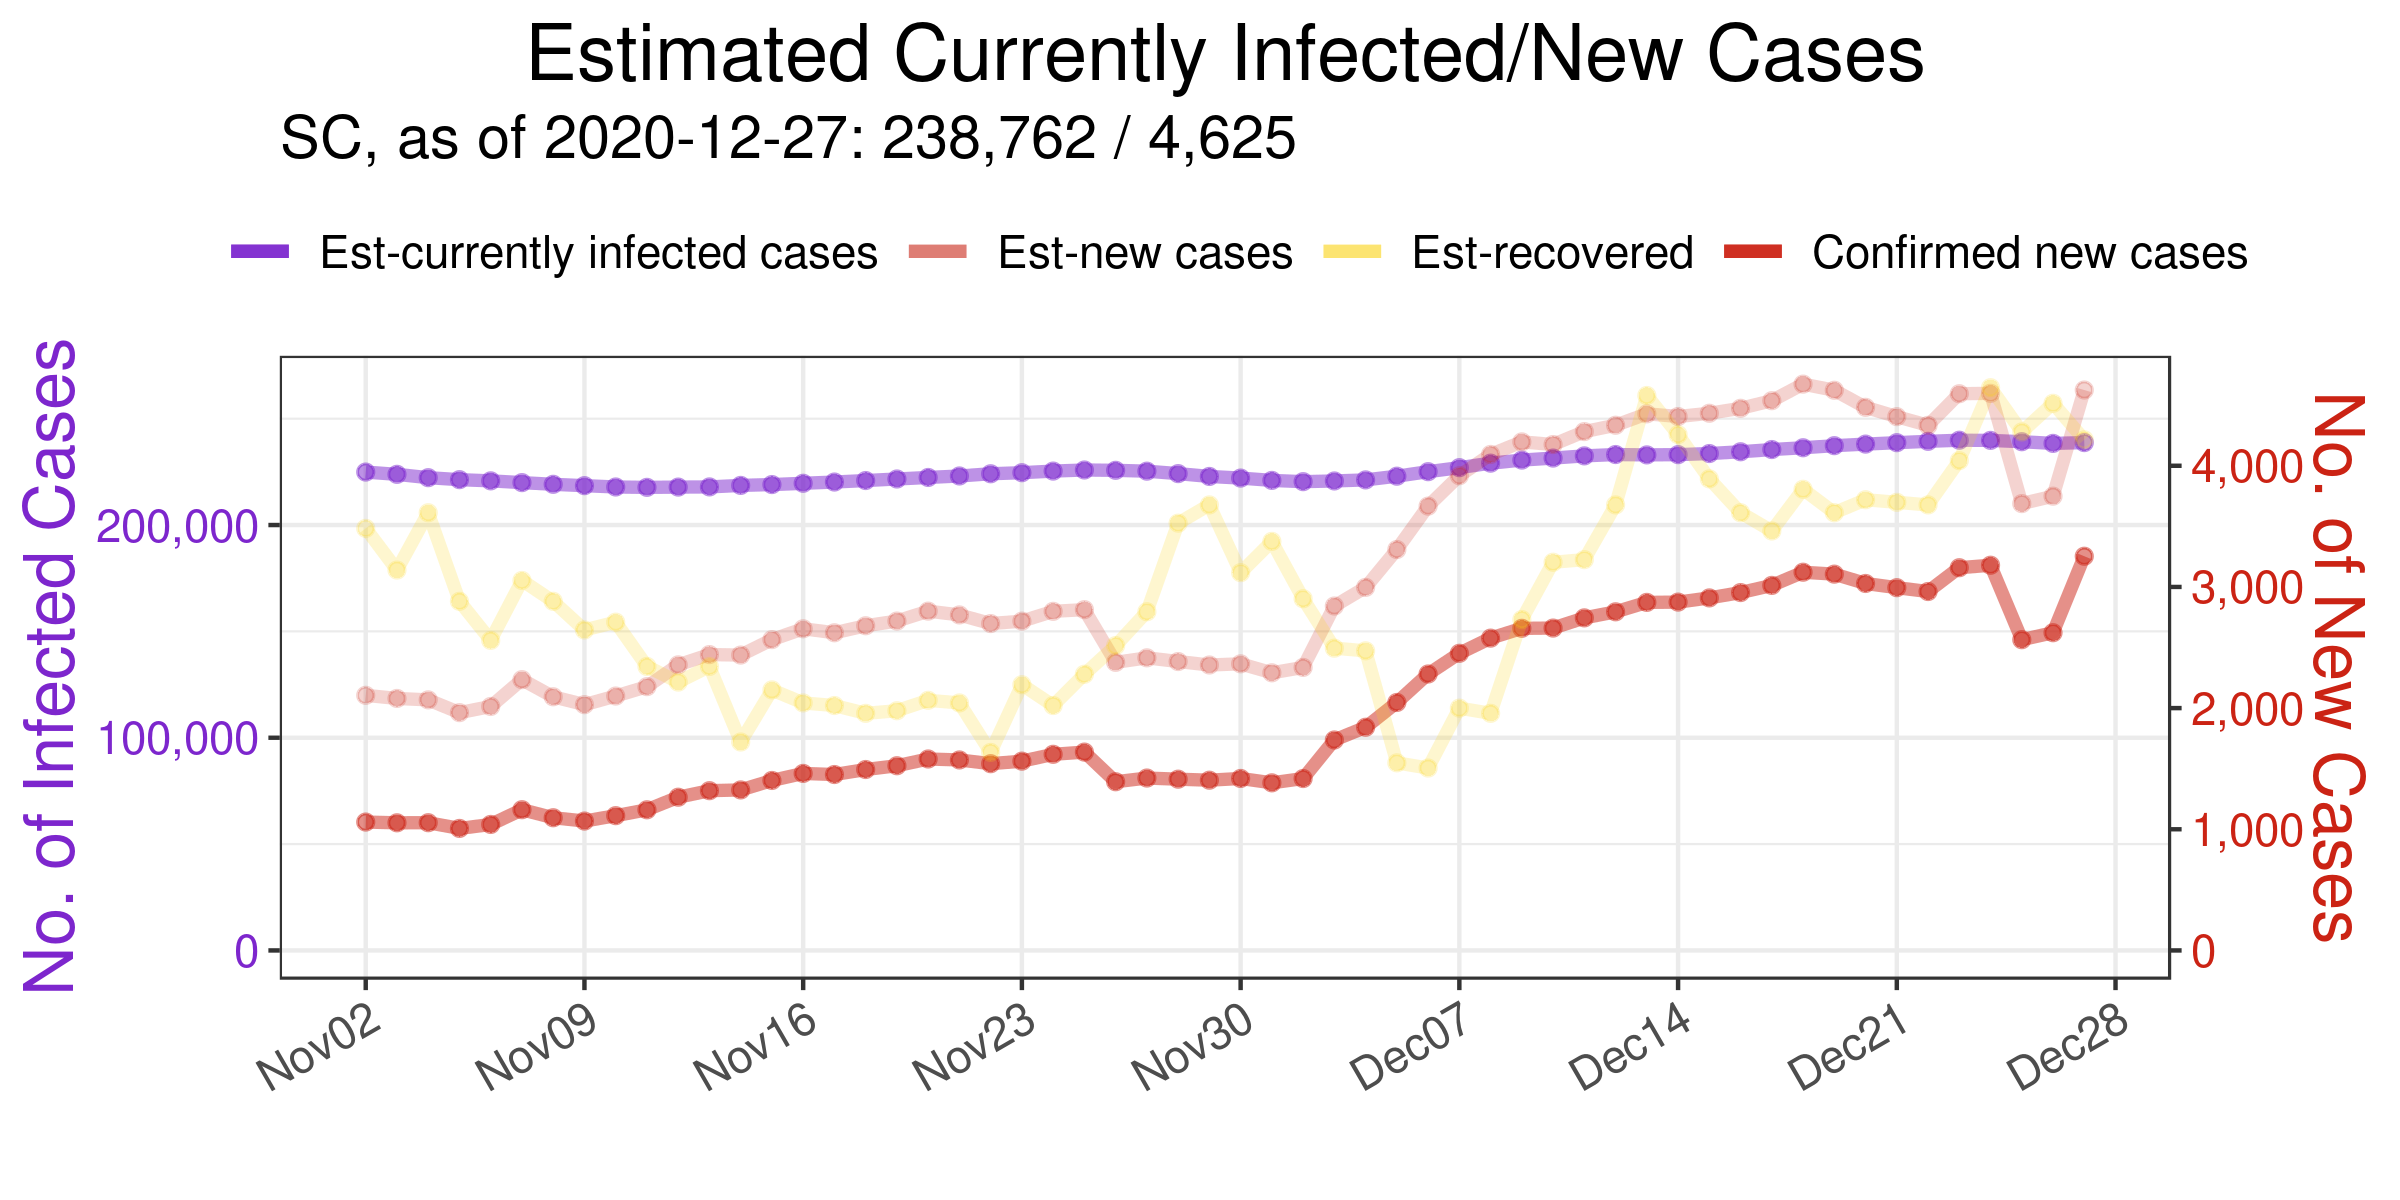 Estimated Currently Infected/New Cases
SC, as of 2020-12-27: 238,762 / 4,625
Est-currently infected cases Est-new cases Est-recovered Confirmed new cases
No. of Infected Cases
200,000
100,000
0
4,000
3,000
2,000
1,000
0
No. of New Cases
Nov02 Nov09 Nov16 Nov23 Nov30 Dec07 Dec14 Dec21 Dec28